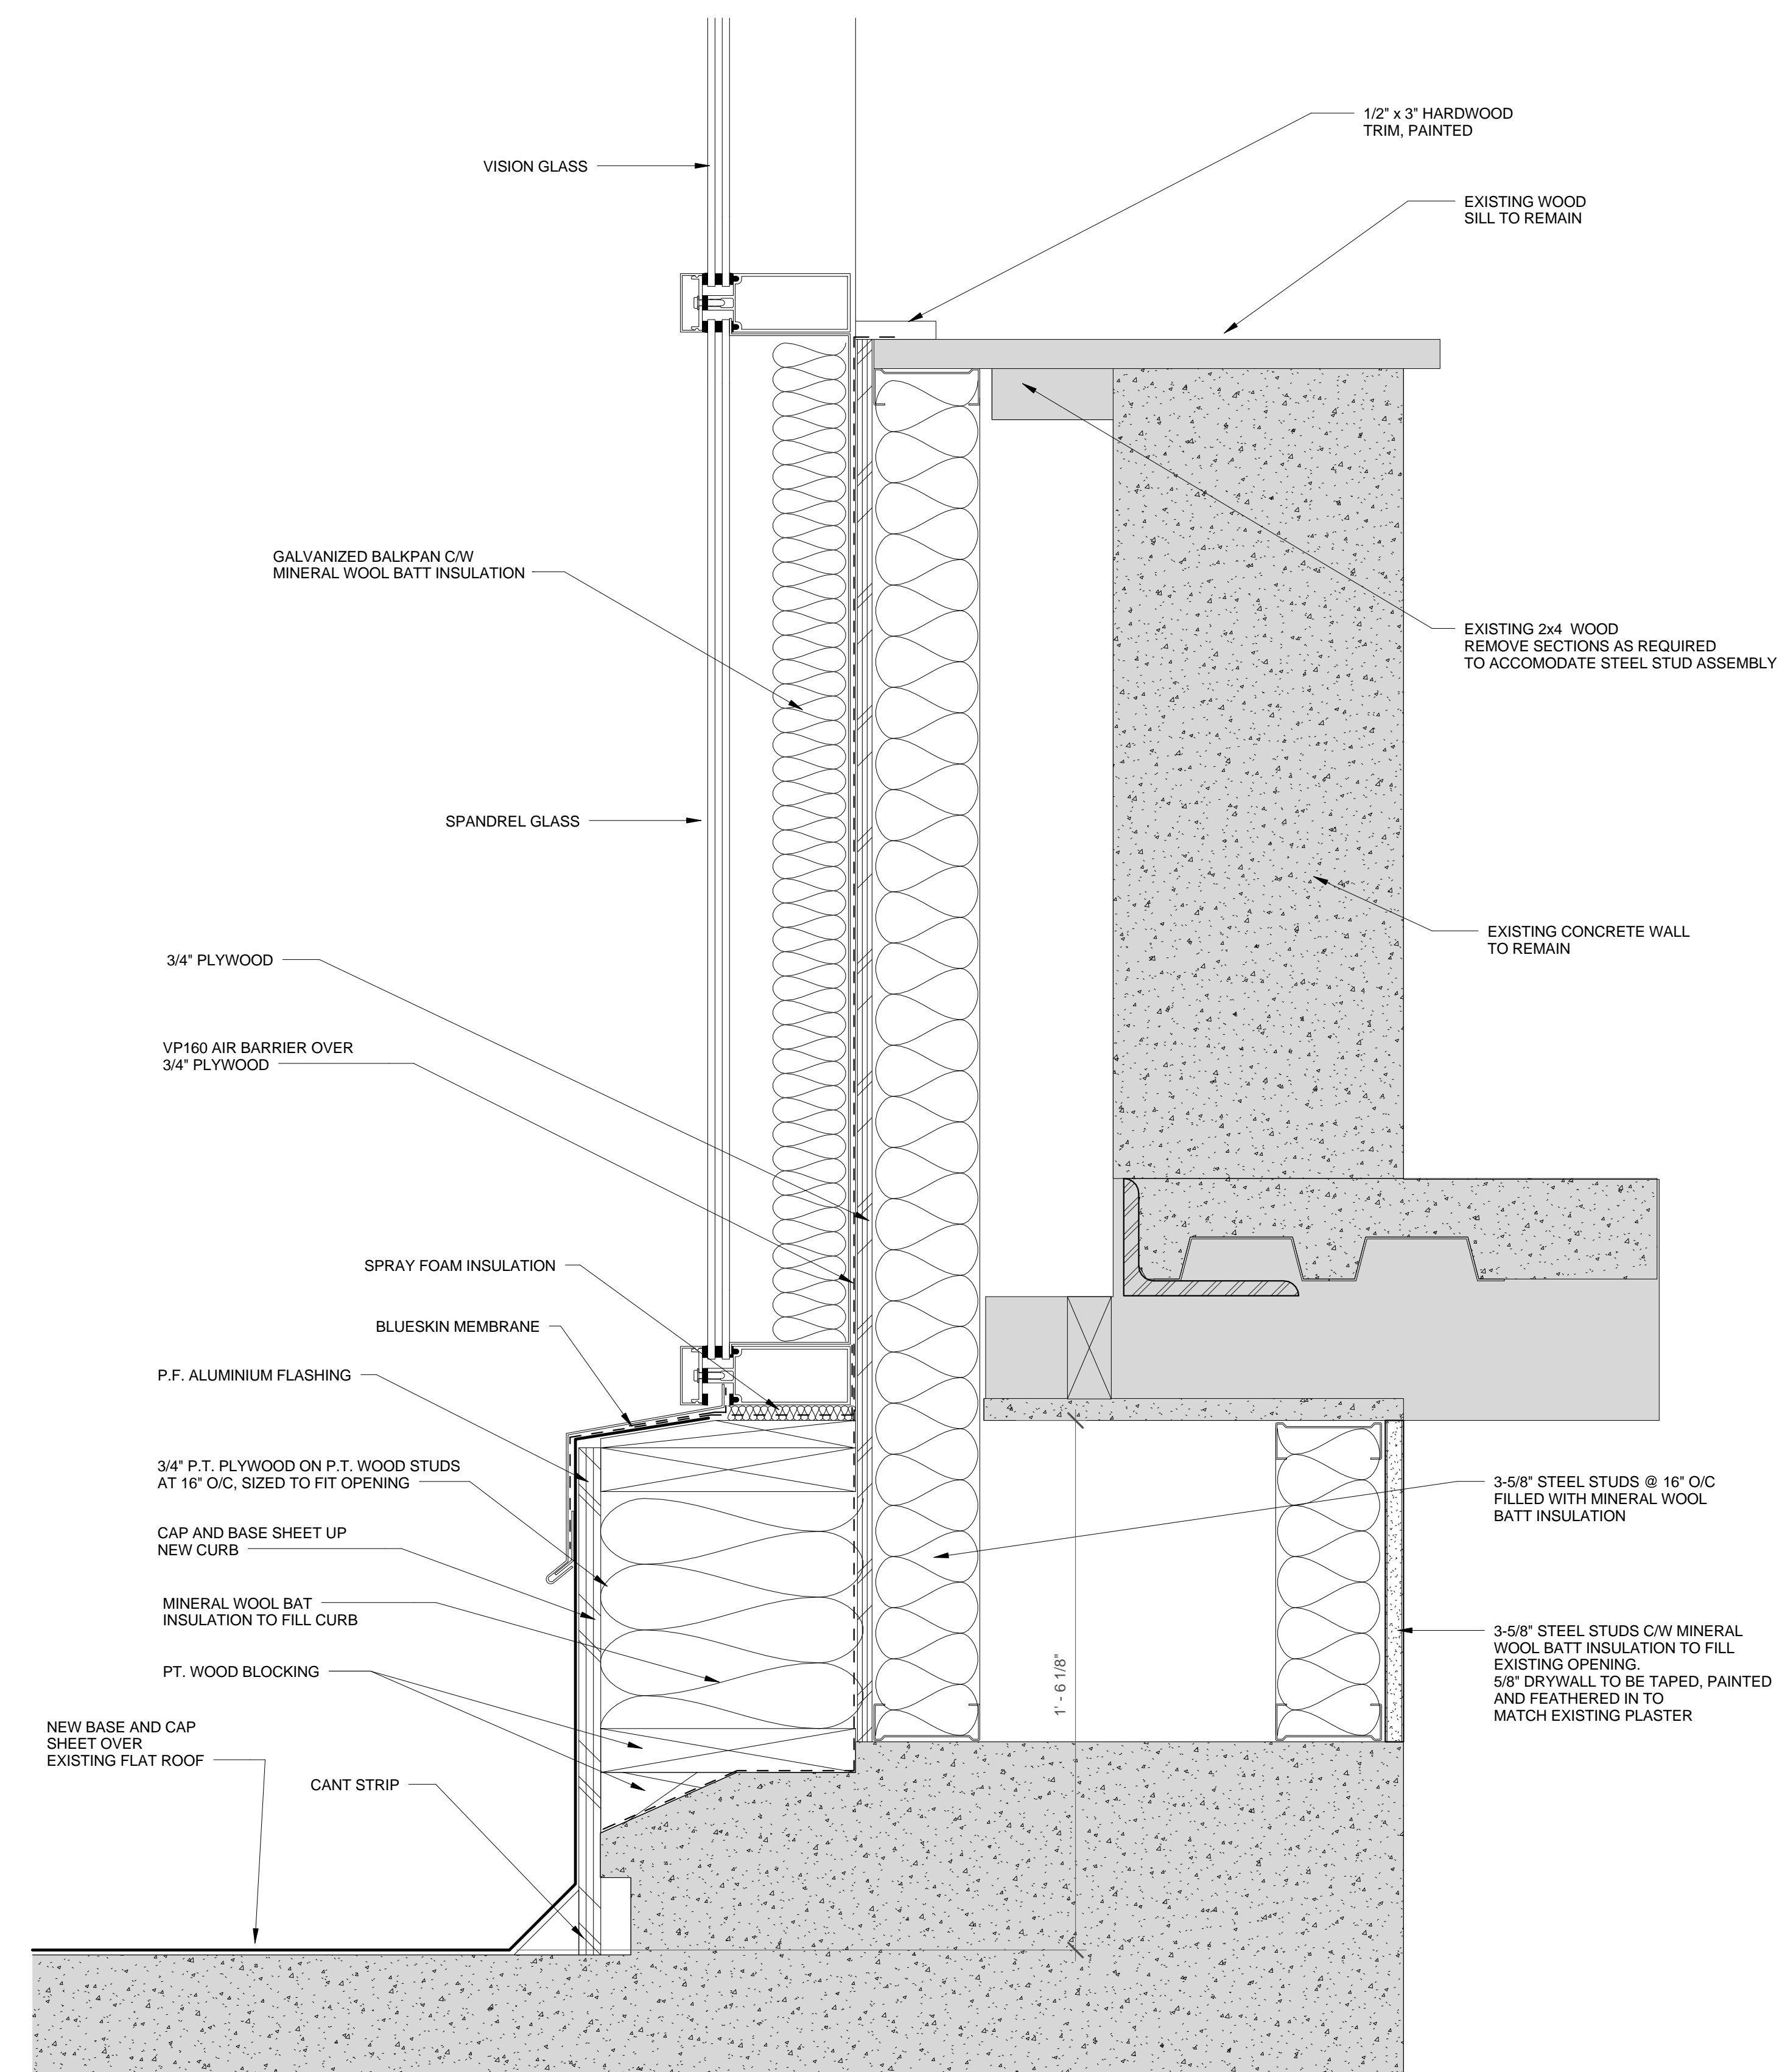 1/2" x 3" HARDWOOD
TRIM, PAINTED
VISION GLASS
EXISTING WOOD
SILL TO REMAIN
GALVANIZED BALKPAN C/W
MINERAL WOOL BATT INSULATION
EXISTING 2x4 WOOD
REMOVE SECTIONS AS REQUIRED
TO ACCOMODATE STEEL STUD ASSEMBLY
SPANDREL GLASS
EXISTING CONCRETE WALL
TO REMAIN
3/4" PLYWOOD
VP160 AIR BARRIER OVER
3/4" PLYWOOD
SPRAY FOAM INSULATION
BLUESKIN MEMBRANE
P.F. ALUMINIUM FLASHING
3/4" P.T. PLYWOOD ON P.T. WOOD STUDS
AT 16" O/C, SIZED TO FIT OPENING
3-5/8" STEEL STUDS @ 16" O/C
FILLED WITH MINERAL WOOL
BATT INSULATION
CAP AND BASE SHEET UP
NEW CURB
MINERAL WOOL BAT
INSULATION TO FILL CURB
3-5/8" STEEL STUDS C/W MINERAL
WOOL BATT INSULATION TO FILL
EXISTING OPENING.
5/8" DRYWALL TO BE TAPED, PAINTED
AND FEATHERED IN TO
MATCH EXISTING PLASTER
PT. WOOD BLOCKING
1' - 6 1/8"
NEW BASE AND CAP
SHEET OVER
EXISTING FLAT ROOF
CANT STRIP